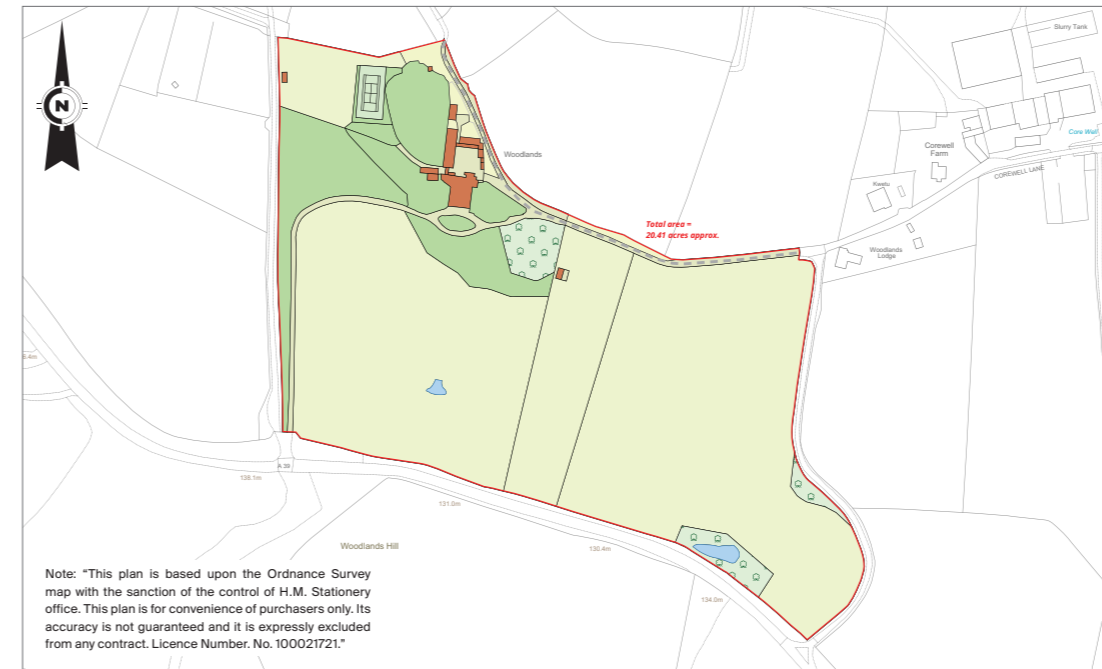 N
Slurry Tank
Core Well
Corewell
Farm
COREWELL LANE
Kwetu
Woodlands
Total area =
20.41 acres approx.
Woodlands
Lodge
A 39
138.1m
131.0m
130.4m
134.0m
Woodlands Hill
Note: “This plan is based upon the Ordnance Survey
map with the sanction of the control of H.M. Stationery
office. This plan is for convenience of purchasers only. Its
accuracy is not guaranteed and it is expressly excluded
from any contract. Licence Number. No. 100021721.”